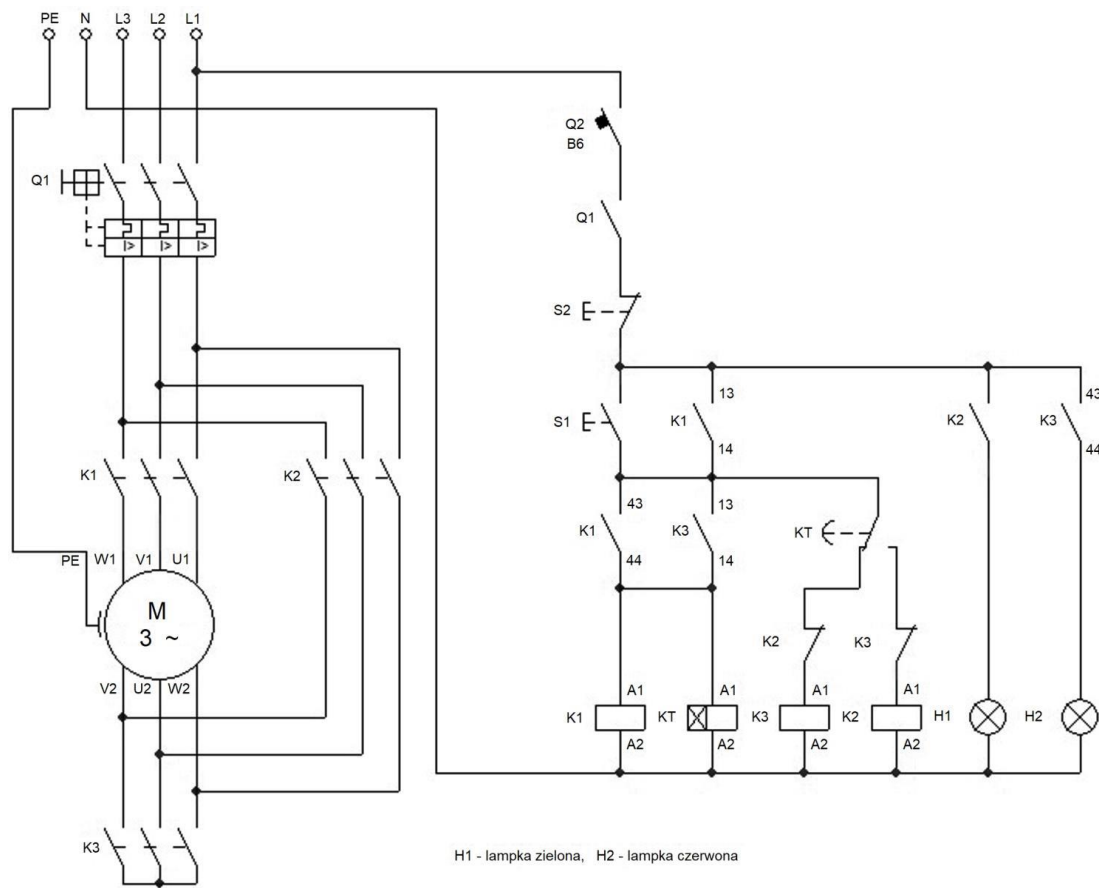 PE N L3 L2 L1
Q2
B6
Q1
Q1
I> I> I>
S2
13 43
S1 K1 K2 K3
14 44
K1 K2
43 13
K1 K3 KT
44 14
PE W1 V1 U1
M
3 ~
K2 K3
V2 U2 W2
A1 A1 A1 A1
K1 KT K3 K2 H1 H2
A2 A2 A2 A2
K3
H1 - lampka zielona, H2 - lampka czerwona